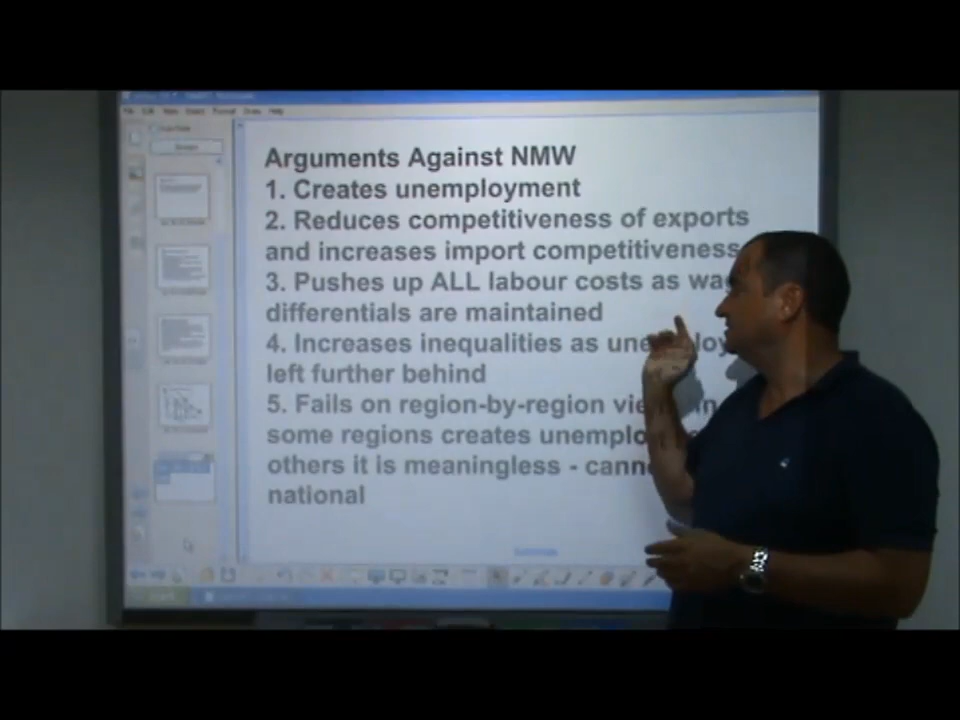 Arguments Against NMW
1. Creates unemployment
2. Reduces competitiveness of exports
and increases import competitiveness
3. Pushes up ALL labour costs as
differentials are maintained
4. Increases inequalities as
left further behind
5. Fails on region-by-region
some regions creates
others it is meaningless -
national